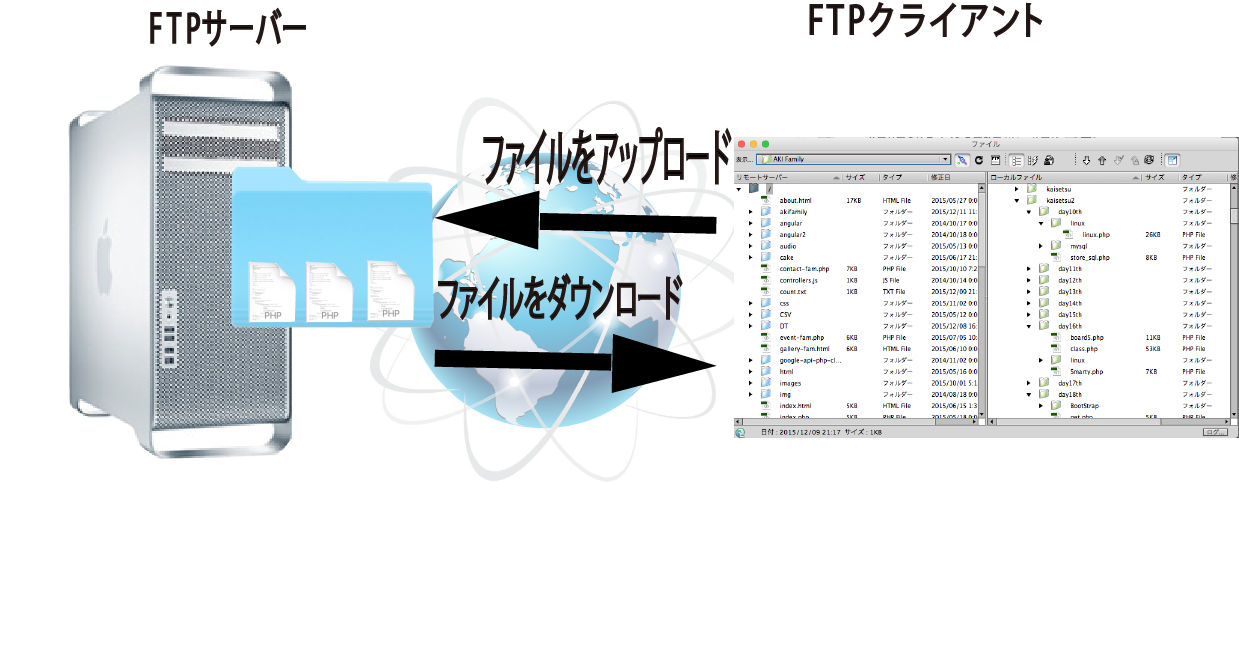 FTPサーバー
FTPクライアント
ファイルをアップロード
ファイルをダウンロード
PHP
PHP
PHP
ファイル
表示... AKI Family
リモートサーバー サイズ タイプ 修正日
/
about.html 17KB HTML File 2015/05/27 0:0
akifamily フォルダー 2015/12/11 11:
angular フォルダー 2014/10/17 0:0
angular2 フォルダー 2014/10/18 0:0
audio フォルダー 2015/05/13 0:0
cake フォルダー 2015/06/17 21:
contact-fam.php 7KB PHP File 2015/10/10 7:2
controllers.js 1KB JS File 2014/10/14 0:0
count.txt 1KB TXT File 2015/12/09 21:
css フォルダー 2015/11/02 0:0
CSV フォルダー 2015/05/12 0:0
DT フォルダー 2015/12/08 16:
event-fam.php 6KB PHP File 2015/07/05 10:
gallery-fam.html 6KB HTML File 2015/06/10 0:0
google-api-php-cl... フォルダー 2014/11/02 0:0
html フォルダー 2015/05/16 0:0
images フォルダー 2015/10/01 5:1
img フォルダー 2014/08/18 0:0
index.html 5KB HTML File 2015/06/15 1:3
index.php 5KB PHP File 2015/05/18 0:0
ローカルファイル サイズ タイプ 修
kaisetsu フォルダー
kaisetsu2 フォルダー
day10th フォルダー
linux フォルダー
linux.php 26KB PHP File
mysql フォルダー
store_sql.php 8KB PHP File
day11th フォルダー
day12th フォルダー
day13th フォルダー
day14th フォルダー
day15th フォルダー
day16th フォルダー
board5.php 11KB PHP File
class.php 53KB PHP File
linux フォルダー
Smarty.php 7KB PHP File
day17th フォルダー
day18th フォルダー
BootStrap フォルダー
get.php 5KB PHP File
日付 : 2015/12/09 21:17 サイズ : 1KB
ログ...